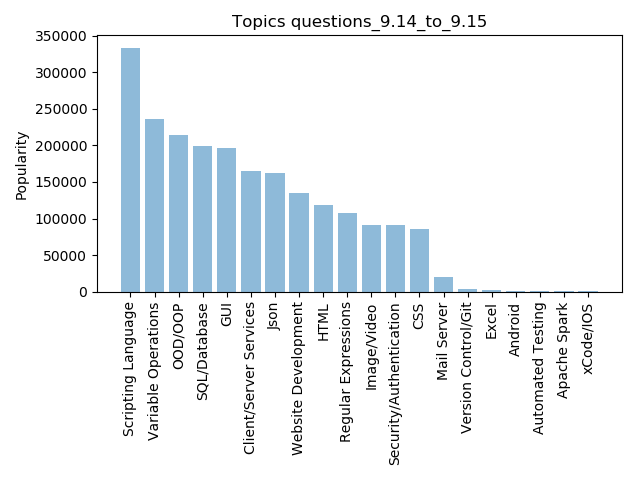 Topics questions_9.14_to_9.15
Popularity
350000
300000
250000
200000
150000
100000
50000
0
Scripting Language
Variable Operations
OOD/OOP
SQL/Database
GUI
Client/Server Services
Json
Website Development
HTML
Regular Expressions
Image/Video
Security/Authentication
CSS
Mail Server
Version Control/Git
Excel
Android
Automated Testing
Apache Spark
xCode/IOS